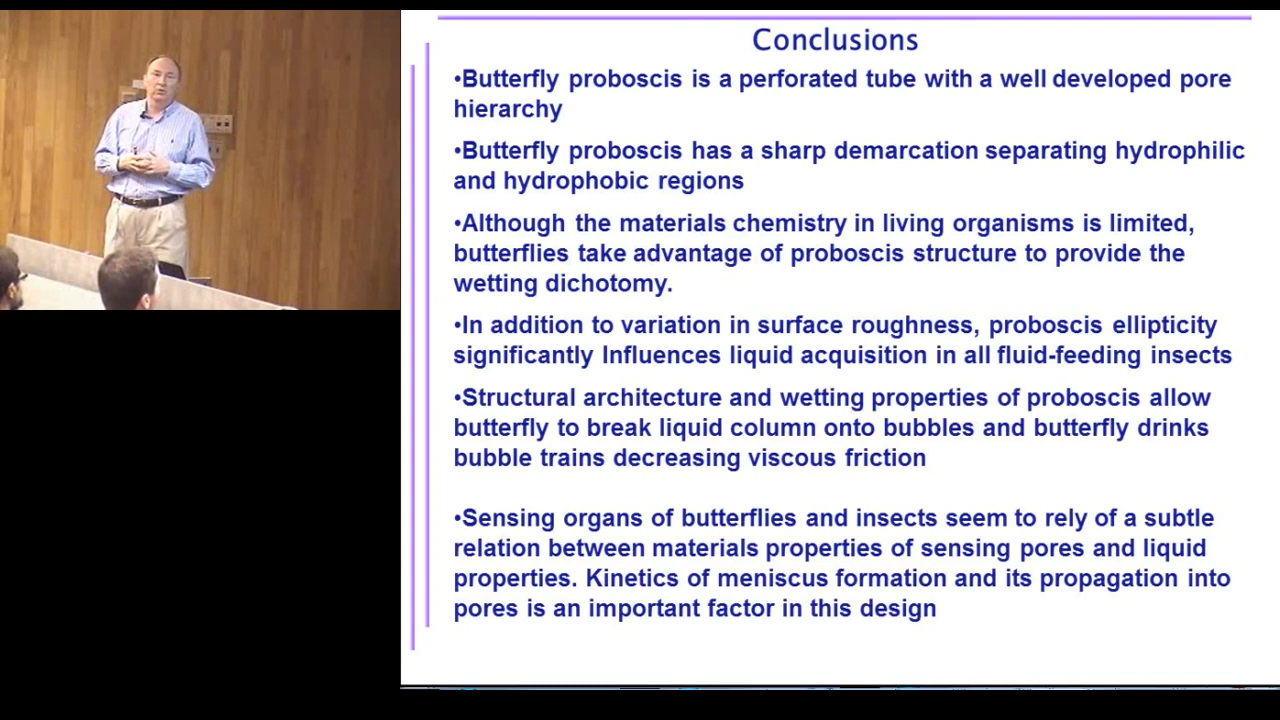 Conclusions
•Butterfly proboscis is a perforated tube with a well developed pore
hierarchy
•Butterfly proboscis has a sharp demarcation separating hydrophilic
and hydrophobic regions
•Although the materials chemistry in living organisms is limited,
butterflies take advantage of proboscis structure to provide the
wetting dichotomy.
•In addition to variation in surface roughness, proboscis ellipticity
significantly Influences liquid acquisition in all fluid-feeding insects
•Structural architecture and wetting properties of proboscis allow
butterfly to break liquid column onto bubbles and butterfly drinks
bubble trains decreasing viscous friction
•Sensing organs of butterflies and insects seem to rely of a subtle
relation between materials properties of sensing pores and liquid
properties. Kinetics of meniscus formation and its propagation into
pores is an important factor in this design